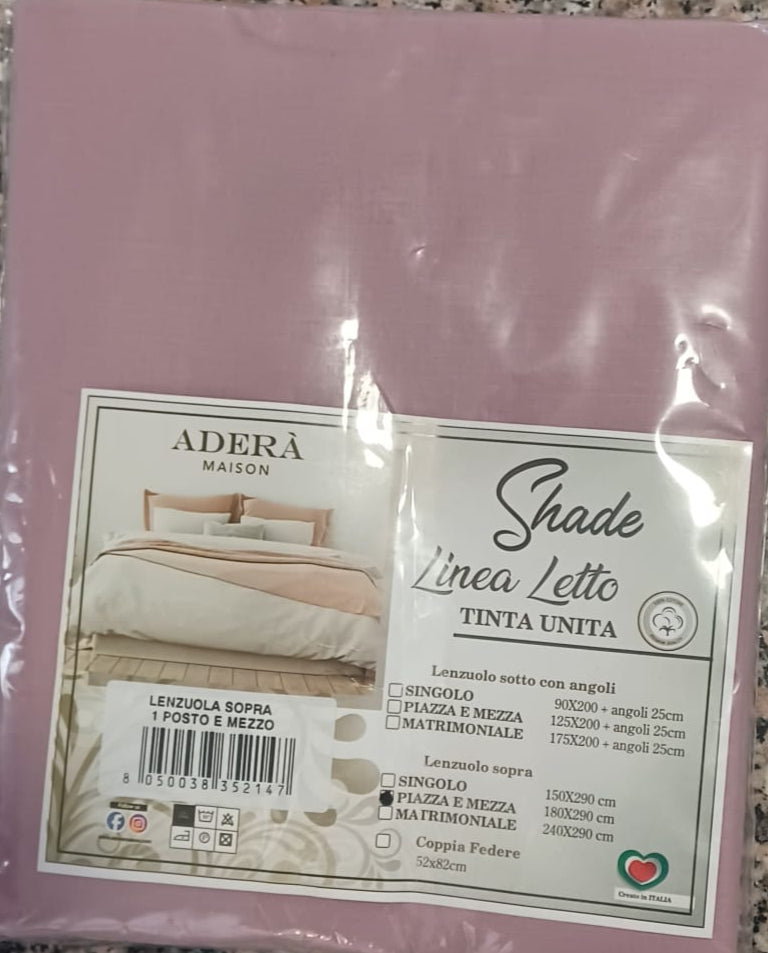 ADERÀ
MAISON
Shade
Linea Letto
TINTA UNITA
Lenzuolo sotto con angoli
SINGOLO 90X200 + angoli 25cm
PIAZZA E MEZZA 125X200 + angoli 25cm
MATRIMONIALE 175X200 + angoli 25cm
Lenzuolo sopra
SINGOLO 150X290 cm
PIAZZA E MEZZA 180X290 cm
MATRIMONIALE 240X290 cm
Coppia Federe
52x82cm
LENZUOLA SOPRA
1 POSTO E MEZZO
8 050038 352147
Creato in ITALIA